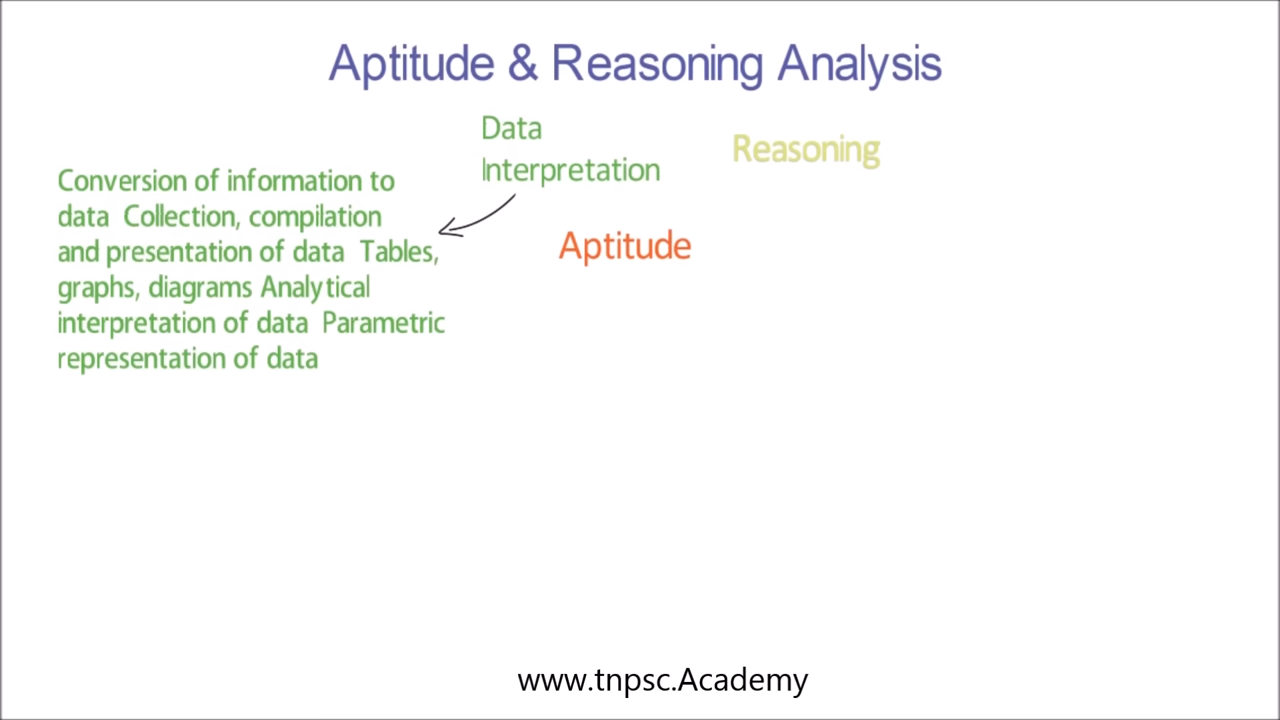 Aptitude & Reasoning Analysis
Data
Interpretation
Reasoning
Conversion of information to
data Collection, compilation
and presentation of data Tables,
graphs, diagrams Analytical
interpretation of data Parametric
representation of data
Aptitude
www.tnpsc.Academy